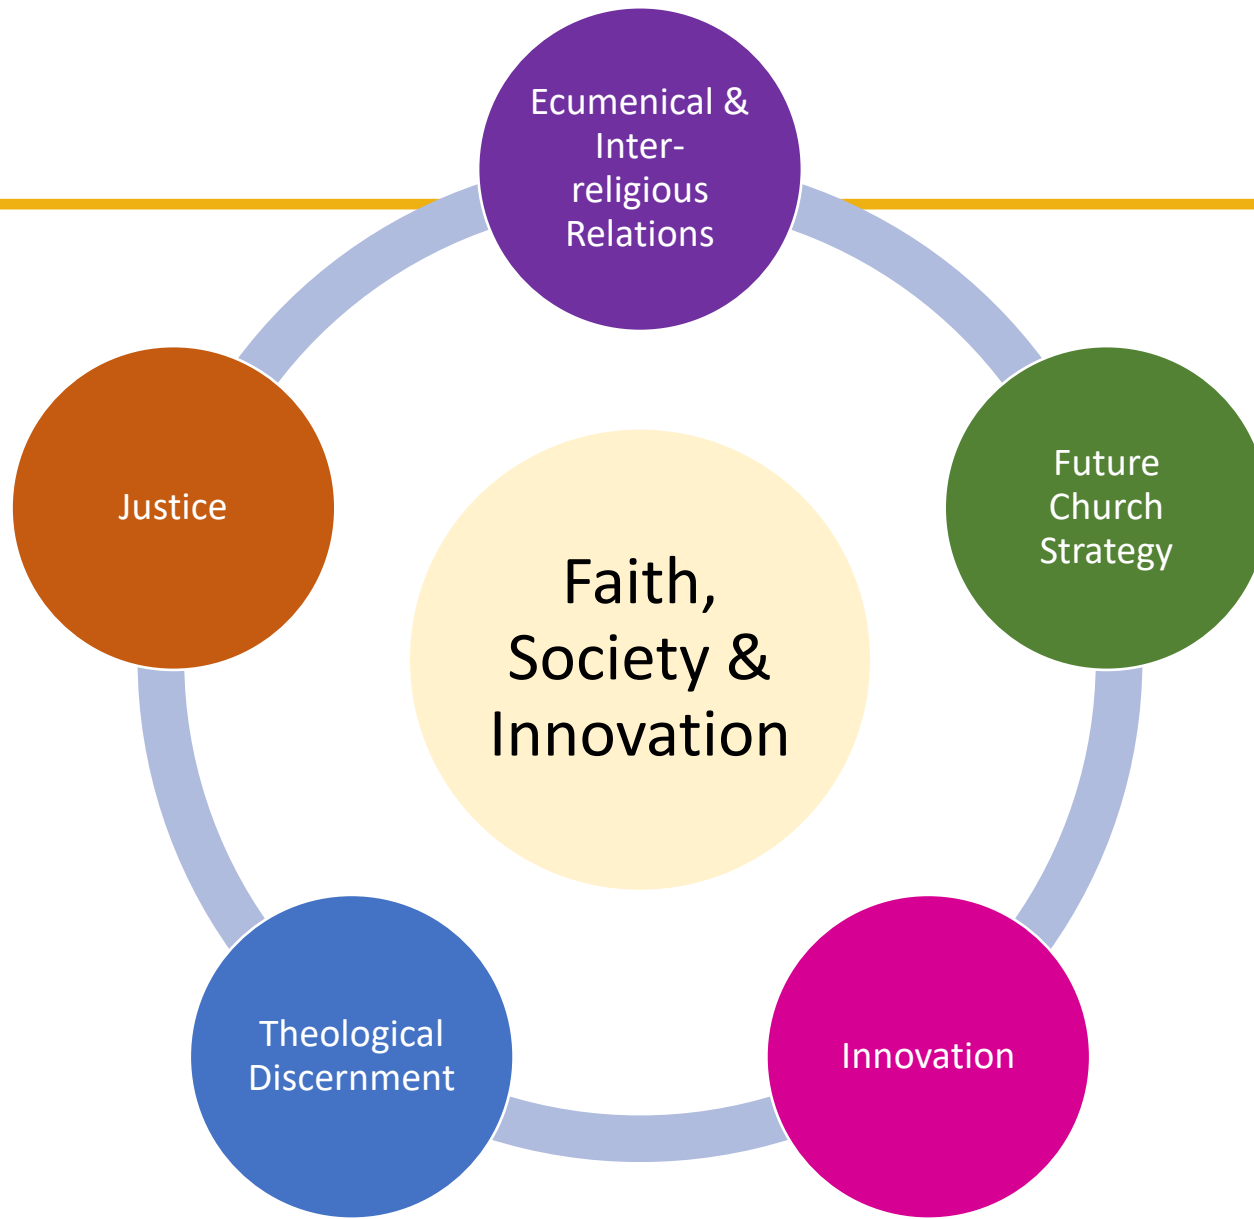 Ecumenical &
Inter-
religious
Relations
Justice
Future
Church
Strategy
Faith,
Society &
Innovation
Theological
Discernment
Innovation